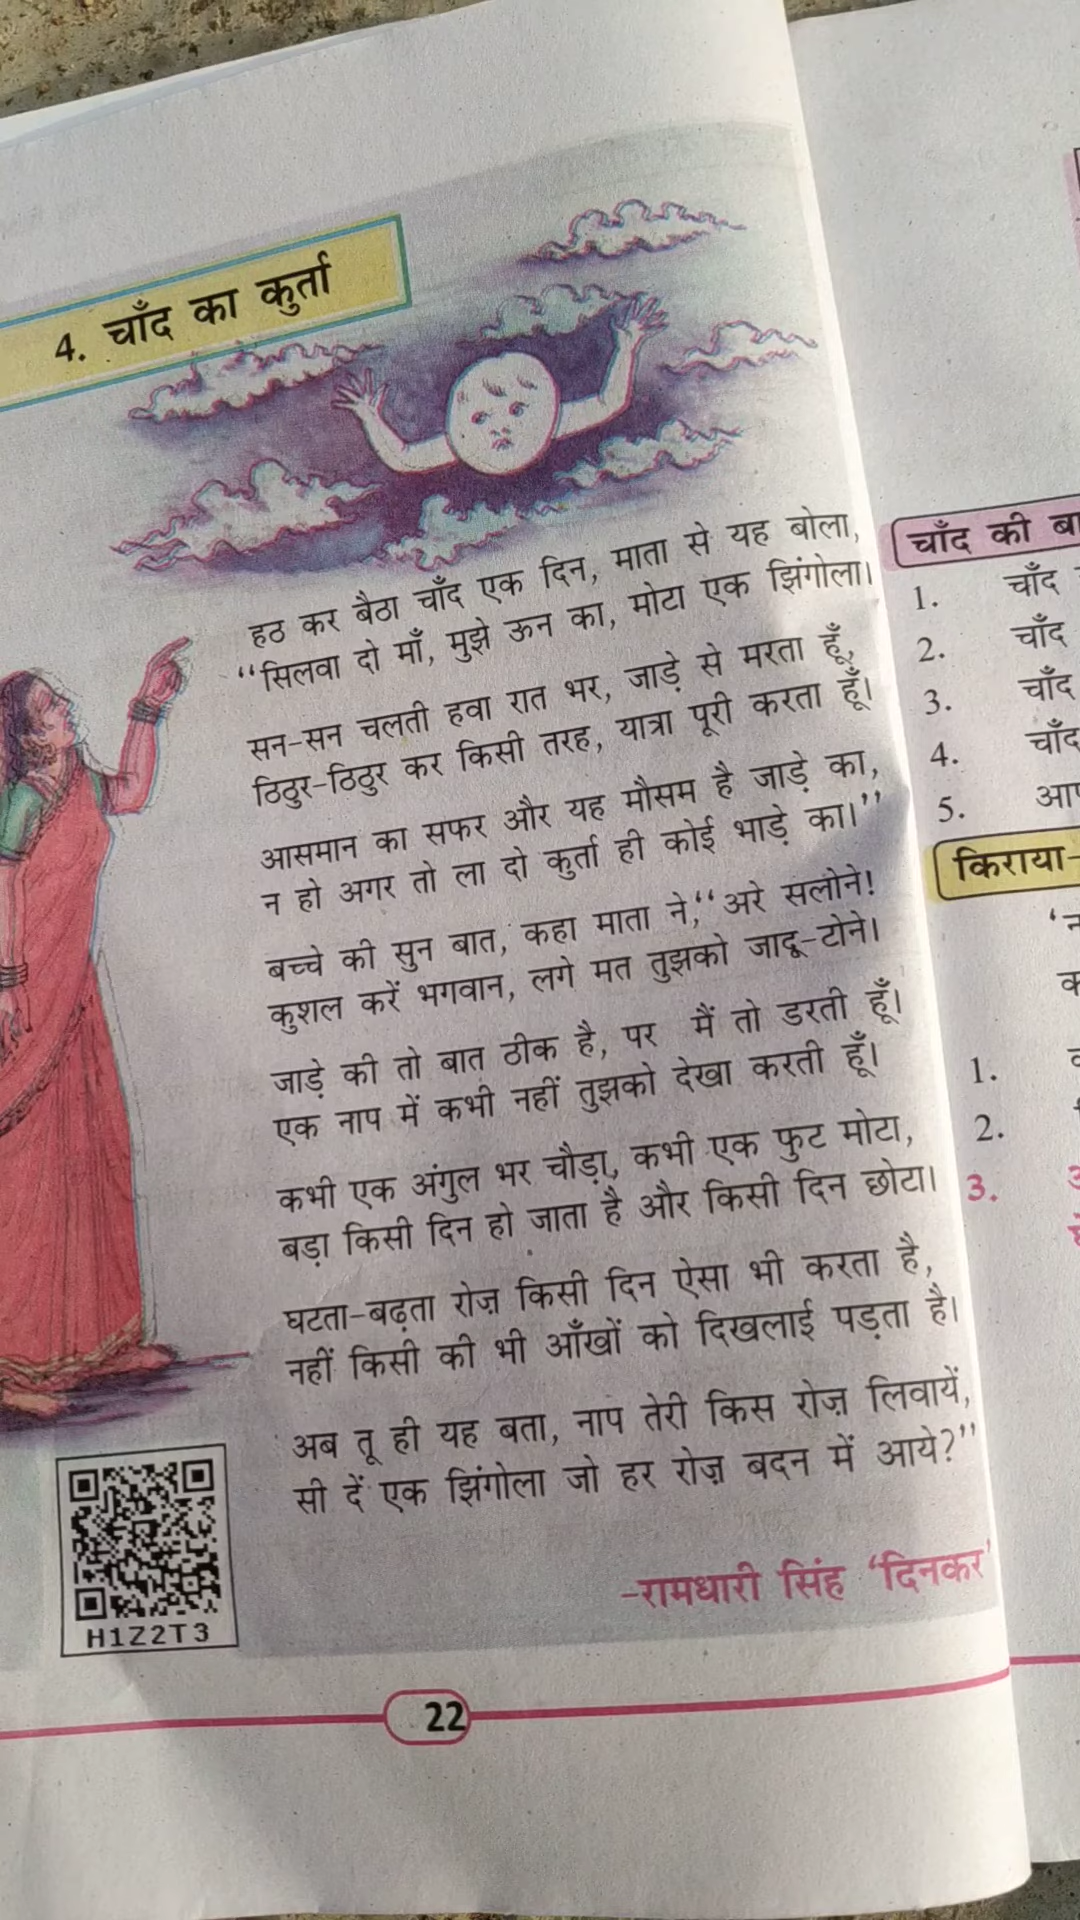 4. चाँद का कुर्ता
हठ कर बैठा चाँद एक दिन, माता से यह बोला,
“सिलवा दो माँ, मुझे ऊन का, मोटा एक झिंगोला।
सन-सन चलती हवा रात भर, जाड़े से मरता हूँ,
ठिठुर-ठिठुर कर किसी तरह, यात्रा पूरी करता हूँ।
आसमान का सफर और यह मौसम है जाड़े का,
न हो अगर तो ला दो कुर्ता ही कोई भाड़े का।”
बच्चे की सुन बात, कहा माता ने,“अरे सलोने!
कुशल करें भगवान, लगे मत तुझको जादू-टोने।
जाड़े की तो बात ठीक है, पर मैं तो डरती हूँ।
एक नाप में कभी नहीं तुझको देखा करती हूँ।
कभी एक अंगुल भर चौड़ा, कभी एक फुट मोटा,
बड़ा किसी दिन हो जाता है और किसी दिन छोटा।
घटता-बढ़ता रोज़ किसी दिन ऐसा भी करता है,
नहीं किसी की भी आँखों को दिखलाई पड़ता है।
अब तू ही यह बता, नाप तेरी किस रोज़ लिवायें,
सी दें एक झिंगोला जो हर रोज़ बदन में आये?”
-रामधारी सिंह ‘दिनकर’
H1Z2T3
22
चाँद की बा
1. चाँद
2. चाँद
3. चाँद
4. चाँद
5. आप
किराया-
1.
2.
3.